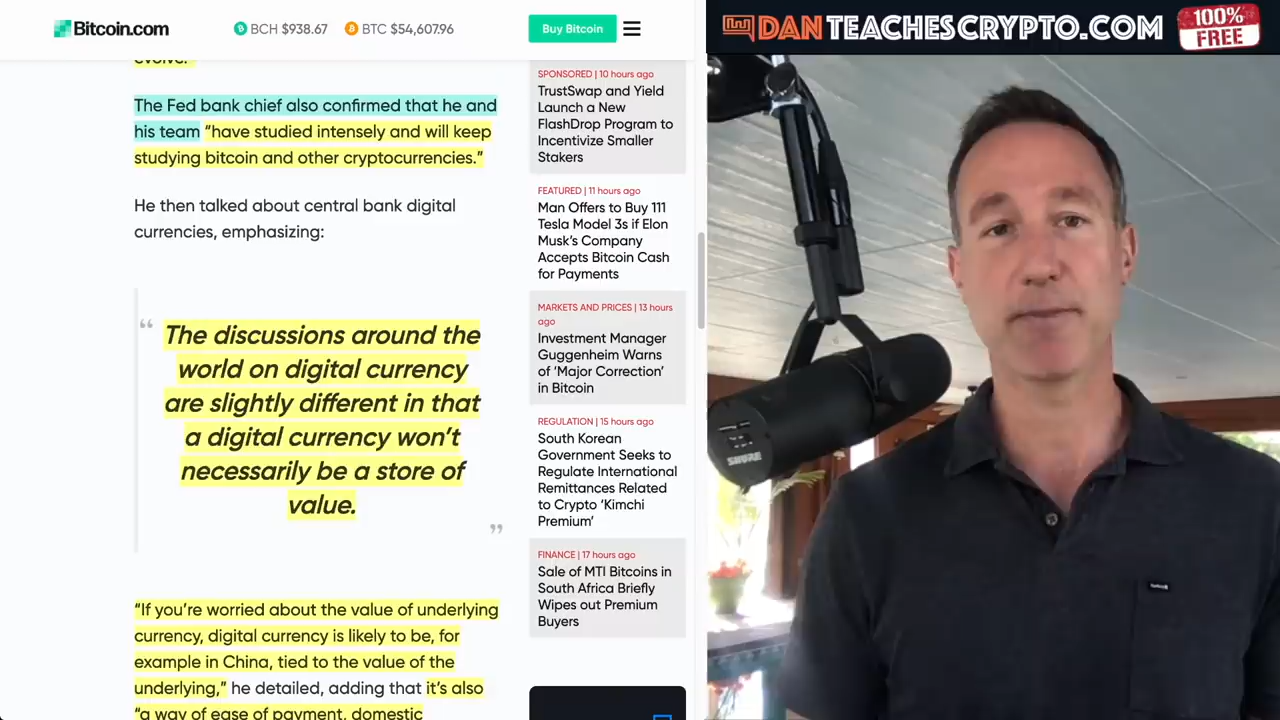 Bitcoin.com
BCH $938.67
BTC $54,607.96
Buy Bitcoin
evolve."
The Fed bank chief also confirmed that he and
his team “have studied intensely and will keep
studying bitcoin and other cryptocurrencies.”
He then talked about central bank digital
currencies, emphasizing:
“
The discussions around the
world on digital currency
are slightly different in that
a digital currency won’t
necessarily be a store of
value.
”
“If you’re worried about the value of underlying
currency, digital currency is likely to be, for
example in China, tied to the value of the
underlying,” he detailed, adding that it’s also
“a way of ease of payment, domestic
SPONSORED | 10 hours ago
TrustSwap and Yield
Launch a New
FlashDrop Program to
Incentivize Smaller
Stakers
FEATURED | 11 hours ago
Man Offers to Buy 111
Tesla Model 3s if Elon
Musk’s Company
Accepts Bitcoin Cash
for Payments
MARKETS AND PRICES | 13 hours
ago
Investment Manager
Guggenheim Warns
of ‘Major Correction’
in Bitcoin
REGULATION | 15 hours ago
South Korean
Government Seeks to
Regulate International
Remittances Related
to Crypto ‘Kimchi
Premium’
FINANCE | 17 hours ago
Sale of MTI Bitcoins in
South Africa Briefly
Wipes out Premium
Buyers
DANTEACHESCRYPTO.COM
100%
FREE
SHURE